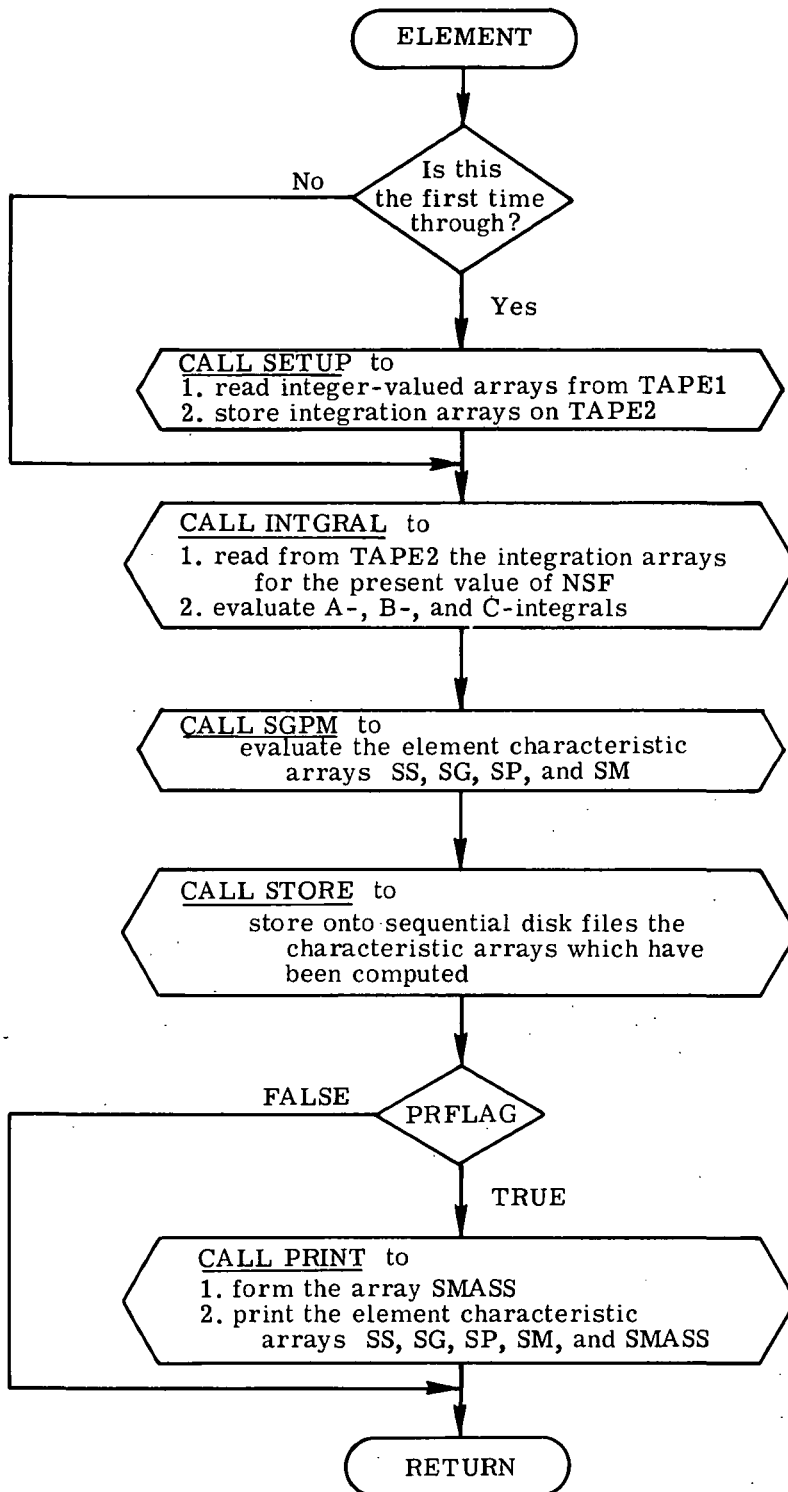 ELEMENT
Is this
the first time
through?
No
Yes
CALL SETUP to
1. read integer-valued arrays from TAPE1
2. store integration arrays on TAPE2
CALL INTGRAL to
1. read from TAPE2 the integration arrays
for the present value of NSF
2. evaluate A-, B-, and C-integrals
CALL SGPM to
evaluate the element characteristic
arrays SS, SG, SP, and SM
CALL STORE to
store onto sequential disk files the
characteristic arrays which have
been computed
FALSE
PRFLAG
TRUE
CALL PRINT to
1. form the array SMASS
2. print the element characteristic
arrays SS, SG, SP, SM, and SMASS
RETURN